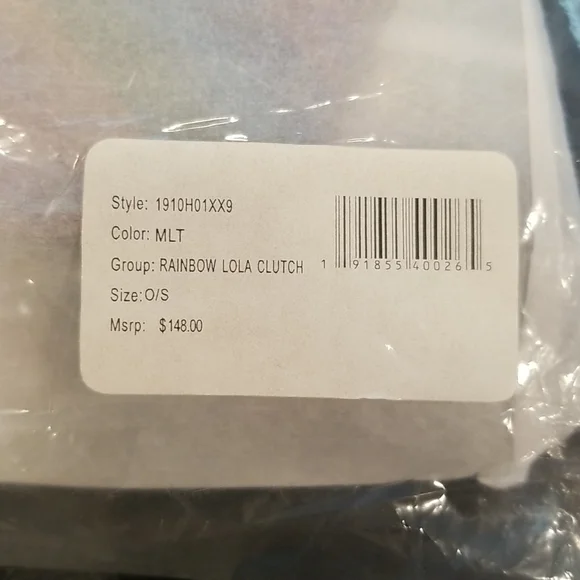 Style: 1910H01XX9
Color: MLT
Group: RAINBOW LOLA CLUTCH
Size:O/S
Msrp: $148.00
1 91855 40026 5